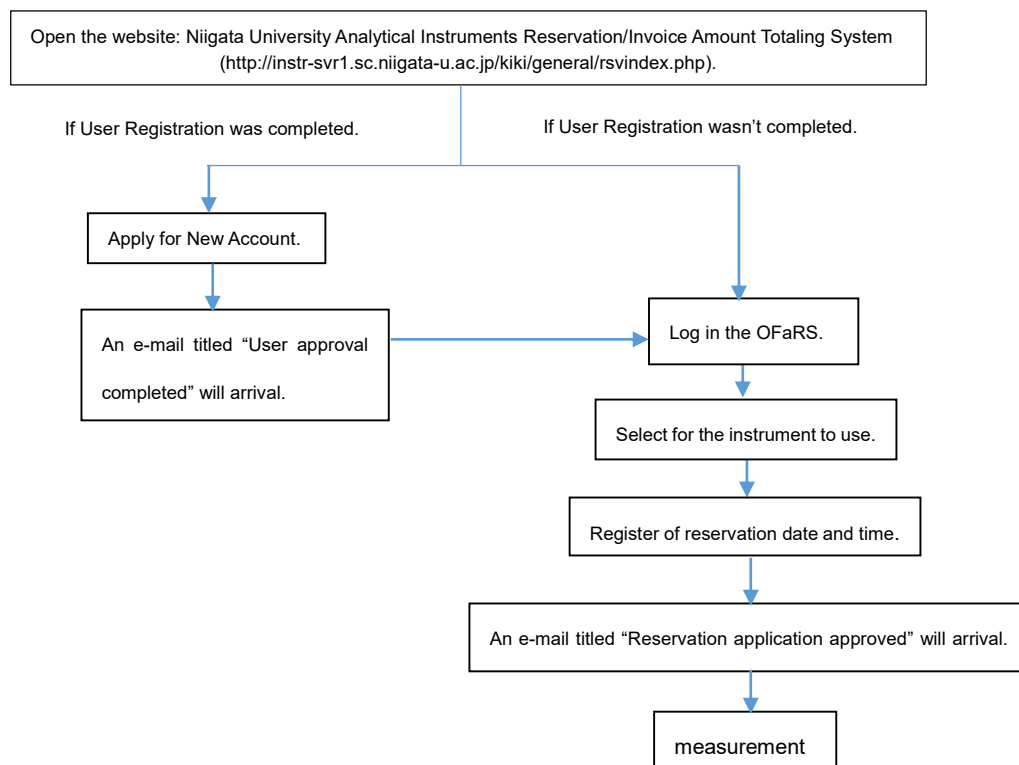 Open the website: Niigata University Analytical Instruments Reservation/Invoice Amount Totaling System
(http://instr-svr1.sc.niigata-u.ac.jp/kiki/general/rsvindex.php).
If User Registration was completed.
If User Registration wasn’t completed.
Apply for New Account.
An e-mail titled “User approval
completed” will arrival.
Log in the OFaRS.
Select for the instrument to use.
Register of reservation date and time.
An e-mail titled “Reservation application approved” will arrival.
measurement